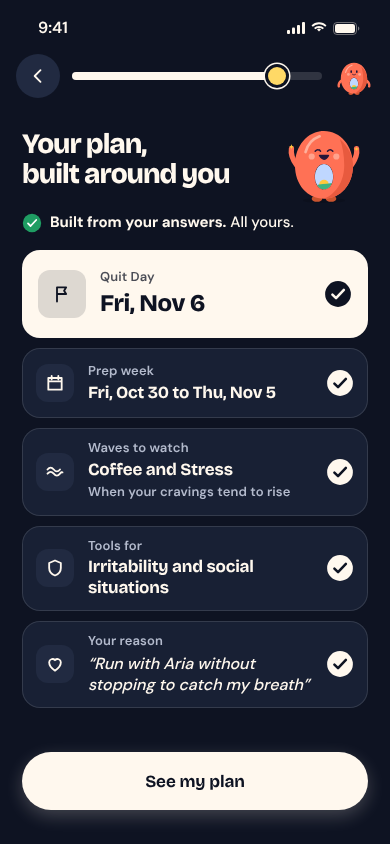 9:41
Your plan,
built around you
Built from your answers. All yours.
Quit Day
Fri, Nov 6
Prep week
Fri, Oct 30 to Thu, Nov 5
Waves to watch
Coffee and Stress
When your cravings tend to rise
Tools for
Irritability and social
situations
Your reason
“Run with Aria without
stopping to catch my breath”
See my plan